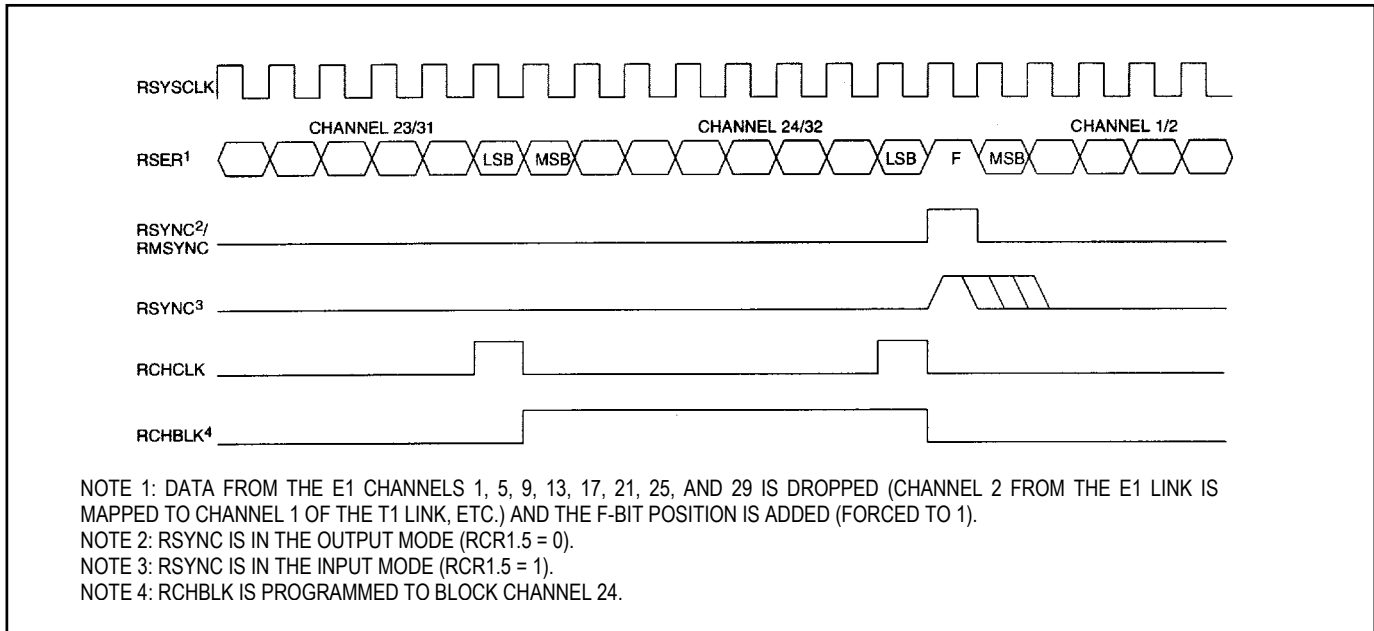 RSYSCLK
CHANNEL 23/31 CHANNEL 24/32 CHANNEL 1/2
RSER1 LSB MSB LSB F MSB
RSYNC2/
RMSYNC
RSYNC3
RCHCLK
RCHBLK4
NOTE 1: DATA FROM THE E1 CHANNELS 1, 5, 9, 13, 17, 21, 25, AND 29 IS DROPPED (CHANNEL 2 FROM THE E1 LINK IS
MAPPED TO CHANNEL 1 OF THE T1 LINK, ETC.) AND THE F-BIT POSITION IS ADDED (FORCED TO 1).
NOTE 2: RSYNC IS IN THE OUTPUT MODE (RCR1.5 = 0).
NOTE 3: RSYNC IS IN THE INPUT MODE (RCR1.5 = 1).
NOTE 4: RCHBLK IS PROGRAMMED TO BLOCK CHANNEL 24.